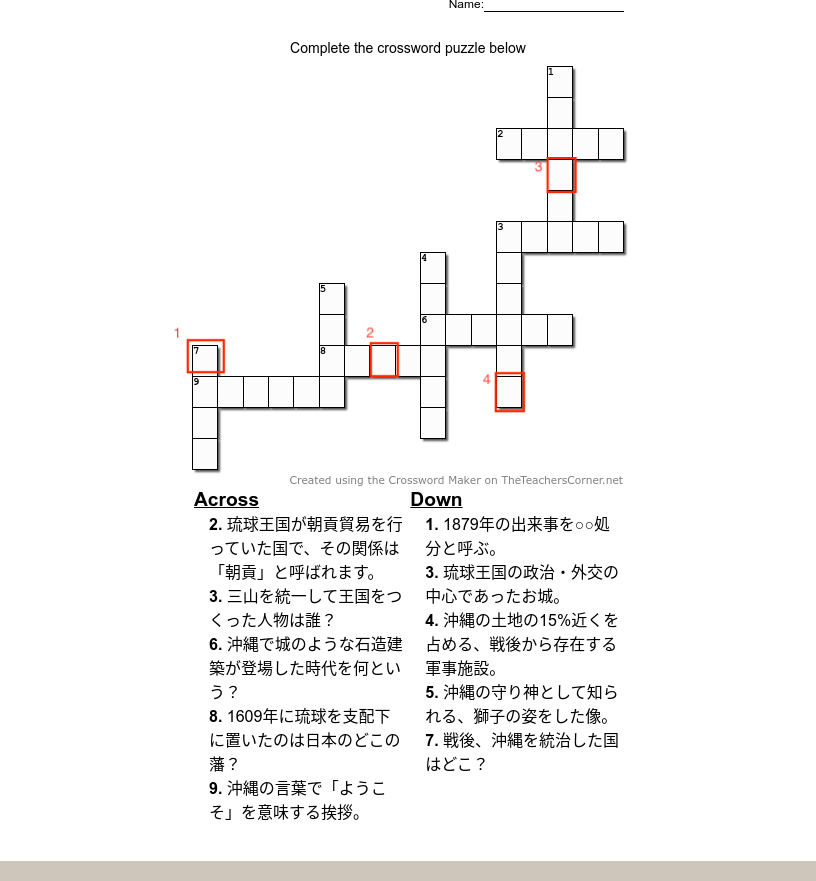 Name:
Complete the crossword puzzle below
1
2
3
3
4
5
6
1
2
7
8
4
9
Created using the Crossword Maker on TheTeachersCorner.net
Across
2. 琉球王国が朝貢貿易を行
っていた国で、その関係は
「朝貢」と呼ばれます。
3. 三山を統一して王国をつ
くった人物は誰？
6. 沖縄で城のような石造建
築が登場した時代を何とい
う？
8. 1609年に琉球を支配下
に置いたのは日本のどこの
藩？
9. 沖縄の言葉で「ようこ
そ」を意味する挨拶。
Down
1. 1879年の出来事を○○処
分と呼ぶ。
3. 琉球王国の政治・外交の
中心であったお城。
4. 沖縄の土地の15%近くを
占める、戦後から存在する
軍事施設。
5. 沖縄の守り神として知ら
れる、獅子の姿をした像。
7. 戦後、沖縄を統治した国
はどこ？